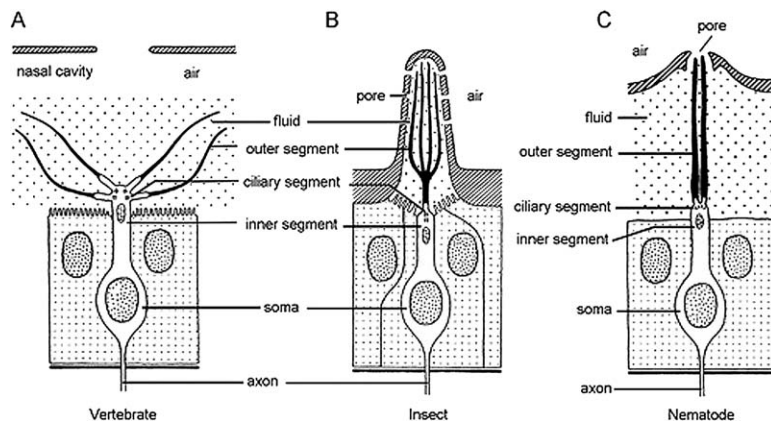 A
B
C
nasal cavity
air
fluid
outer segment
ciliary segment
inner segment
soma
axon
Vertebrate
pore
air
Insect
air
pore
fluid
outer segment
ciliary segment
inner segment
soma
axon
Nematode